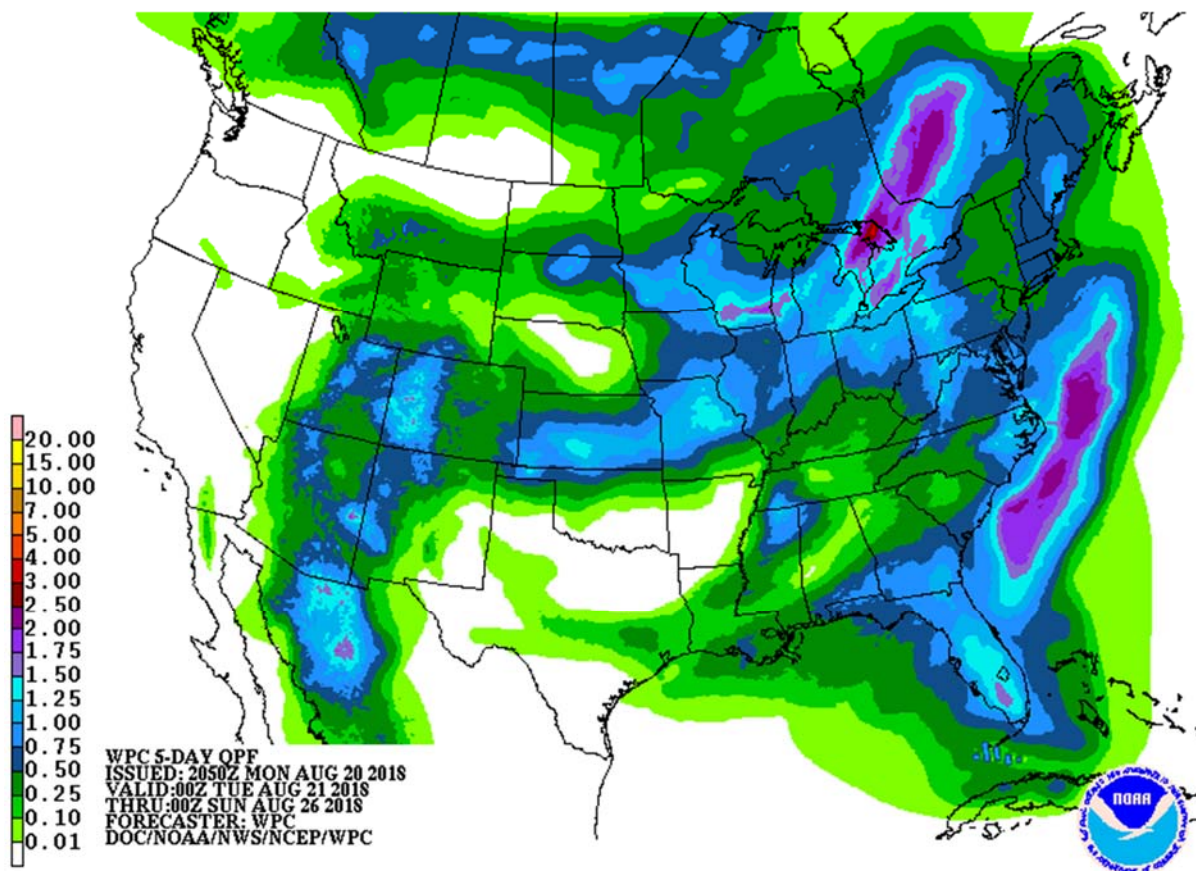 20.00
15.00
10.00
7.00
5.00
4.00
3.00
2.50
2.00
1.75
1.50
1.25
1.00
0.75
0.50
0.25
0.10
0.01
WPC 5-DAY QPF
ISSUED: 2050Z MON AUG 20 2018
VALID:00Z TUE AUG 21 2018
THRU:00Z SUN AUG 26 2018
FORECASTER: WPC
DOC/NOAA/NWS/NCEP/WPC
NOAA